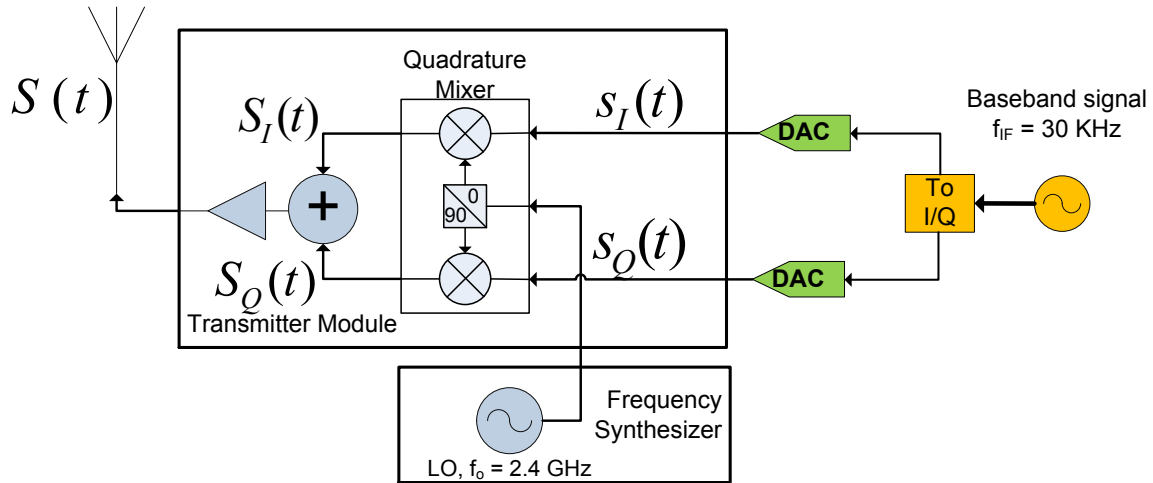 Quadrature
Mixer
S(t)
S_I(t)
s_I(t)
DAC
Baseband signal
f_IF = 30 KHz
0
90
To
I/Q
+
S_Q(t)
s_Q(t)
DAC
Transmitter Module
Frequency
Synthesizer
LO, f_o = 2.4 GHz